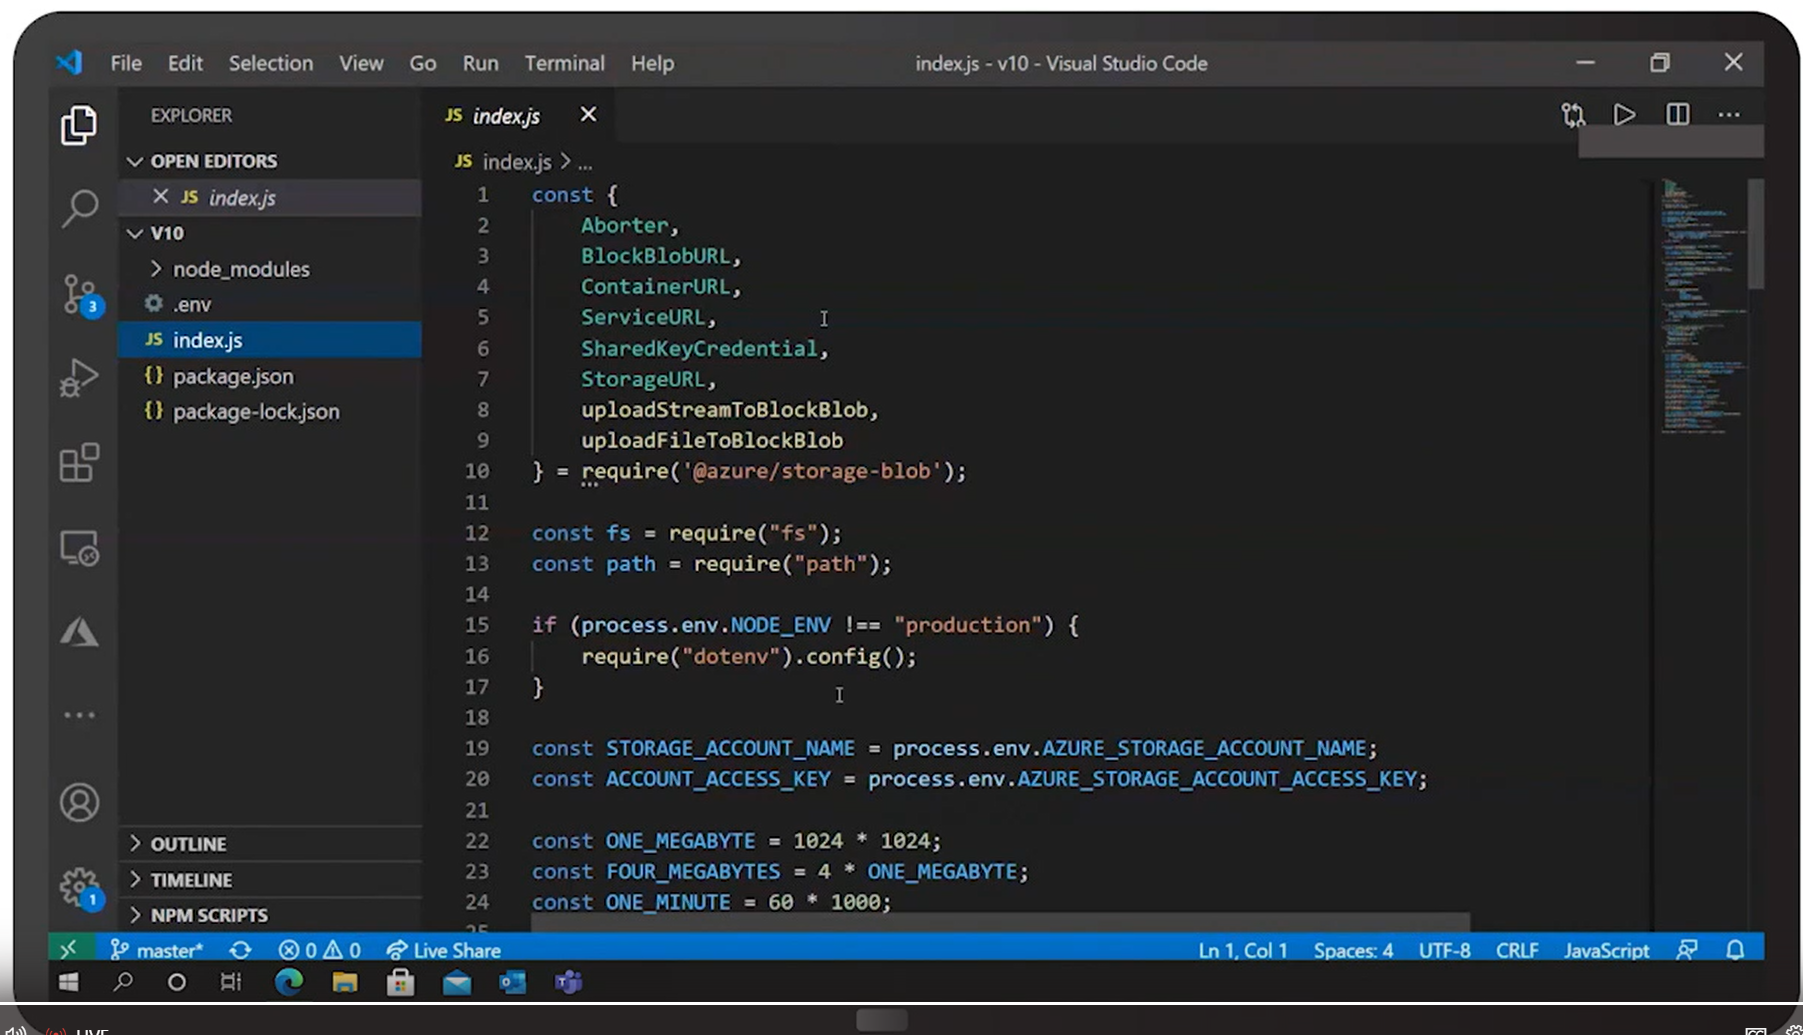 File Edit Selection View Go Run Terminal Help index.js - v10 - Visual Studio Code
EXPLORER
OPEN EDITORS
JS index.js
V10
node_modules
.env
JS index.js
{} package.json
{} package-lock.json
OUTLINE
TIMELINE
NPM SCRIPTS
3
1
JS index.js
JS index.js > ...
1 const {
2 Aborter,
3 BlockBlobURL,
4 ContainerURL,
5 ServiceURL,
6 SharedKeyCredential,
7 StorageURL,
8 uploadStreamToBlockBlob,
9 uploadFileToBlockBlob
10 } = require('@azure/storage-blob');
11
12 const fs = require("fs");
13 const path = require("path");
14
15 if (process.env.NODE_ENV !== "production") {
16 require("dotenv").config();
17 }
18
19 const STORAGE_ACCOUNT_NAME = process.env.AZURE_STORAGE_ACCOUNT_NAME;
20 const ACCOUNT_ACCESS_KEY = process.env.AZURE_STORAGE_ACCOUNT_ACCESS_KEY;
21
22 const ONE_MEGABYTE = 1024 * 1024;
23 const FOUR_MEGABYTES = 4 * ONE_MEGABYTE;
24 const ONE_MINUTE = 60 * 1000;
25
master* 0 0 Live Share Ln 1, Col 1 Spaces: 4 UTF-8 CRLF JavaScript
LIVE